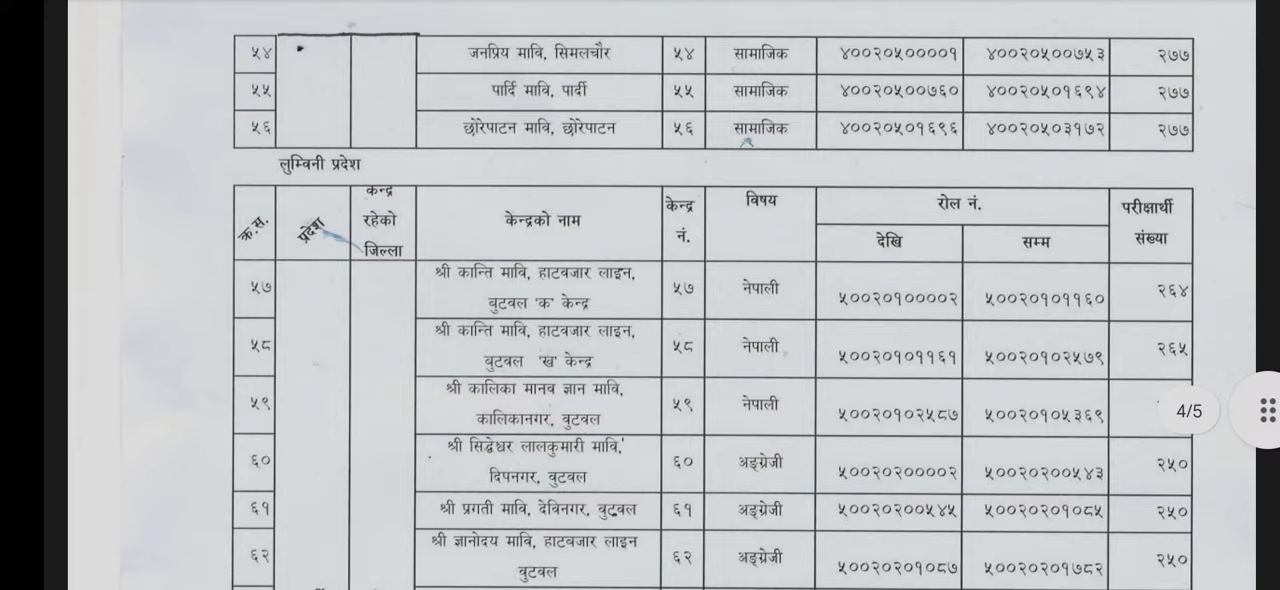 ५४ जनप्रिय मावि, सिमलचौर ५४ सामाजिक ४००२०५००००१ ४००२०५००७५३ २७७
५५ पार्दि मावि, पार्दी ५५ सामाजिक ४००२०५००७६० ४००२०५०१६९४ २७७
५६ छोरेपाटन मावि, छोरेपाटन ५६ सामाजिक ४००२०५०१६९६ ४००२०५०३१७२ २७७
लुम्विनी प्रदेश
क्र.स. प्रदेश केन्द्र रहेको जिल्ला केन्द्रको नाम केन्द्र नं. विषय रोल नं. परीक्षार्थी संख्या
देखि सम्म
५७ श्री कान्ति मावि, हाटवजार लाइन, ५७ नेपाली ५००२०१००००२ ५००२०१०११६० २६४
वुटवल 'क' केन्द्र
५८ श्री कान्ति मावि, हाटवजार लाइन, ५८ नेपाली ५००२०१०११६१ ५००२०१०२५७९ २६५
वुटवल 'ख' केन्द्र
५९ श्री कालिका मानव ज्ञान मावि, ५९ नेपाली ५००२०१०२५८७ ५००२०१०५३६९
कालिकानगर, वुटवल
4/5
६० श्री सिद्धेश्वर लालकुमारी मावि, ६० अङ्ग्रेजी ५००२०२००००२ ५००२०२००५४३ २५०
दिपनगर, वुटवल
६१ श्री प्रगती मावि, देविनगर, वुटवल ६१ अङ्ग्रेजी ५००२०२००५४५ ५००२०२०१०८५ २५०
६२ श्री ज्ञानोदय मावि, हाटवजार लाइन ६२ अङ्ग्रेजी ५००२०२०१०८७ ५००२०२०१७८२ २५०
वुटवल